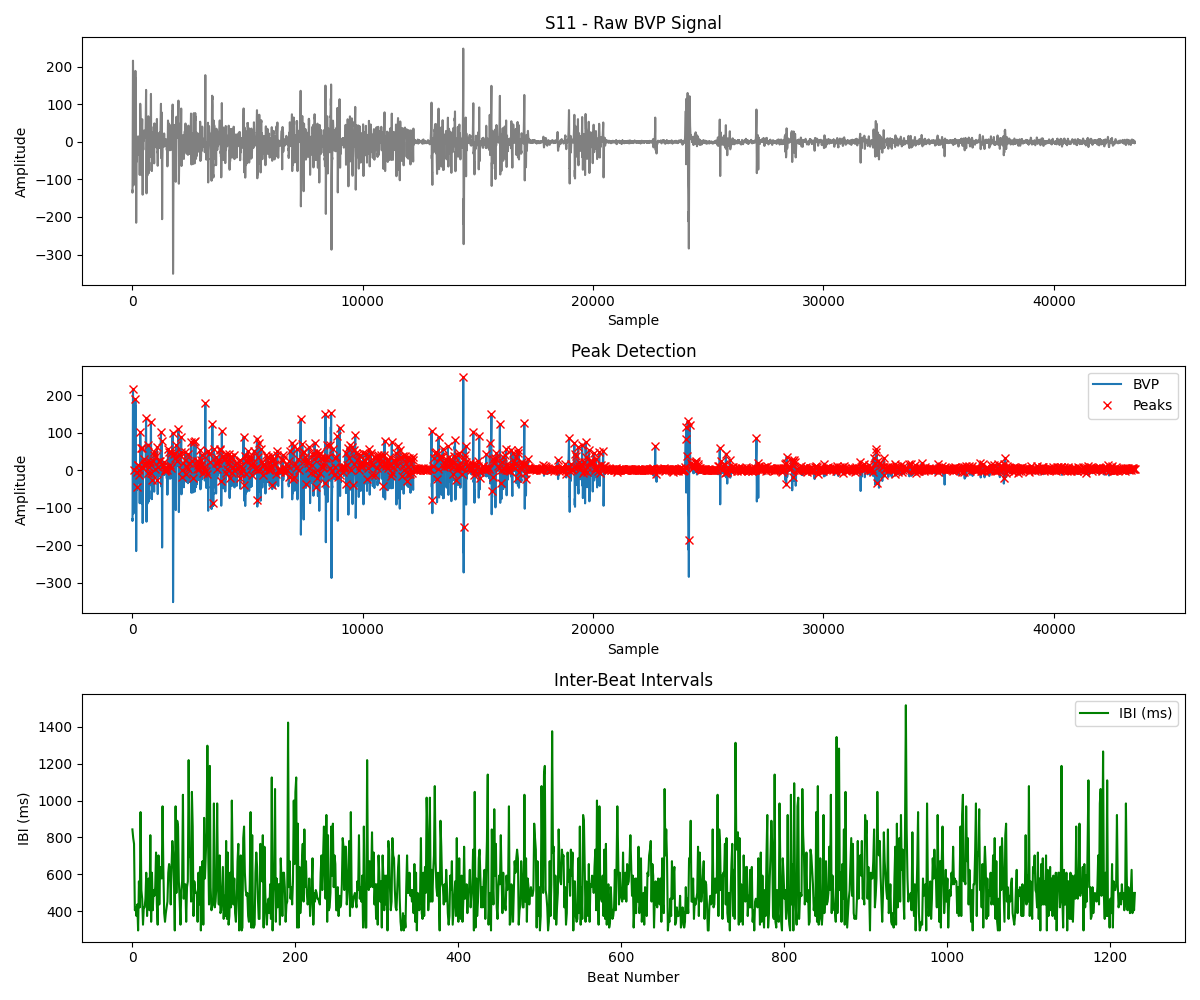 S11 - Raw BVP Signal
200
100
0
−100
−200
−300
Amplitude
0 10000 20000 30000 40000
Sample
Peak Detection
200
100
0
−100
−200
−300
Amplitude
BVP
Peaks
0 10000 20000 30000 40000
Sample
Inter-Beat Intervals
1400
1200
1000
800
600
400
IBI (ms)
IBI (ms)
0 200 400 600 800 1000 1200
Beat Number